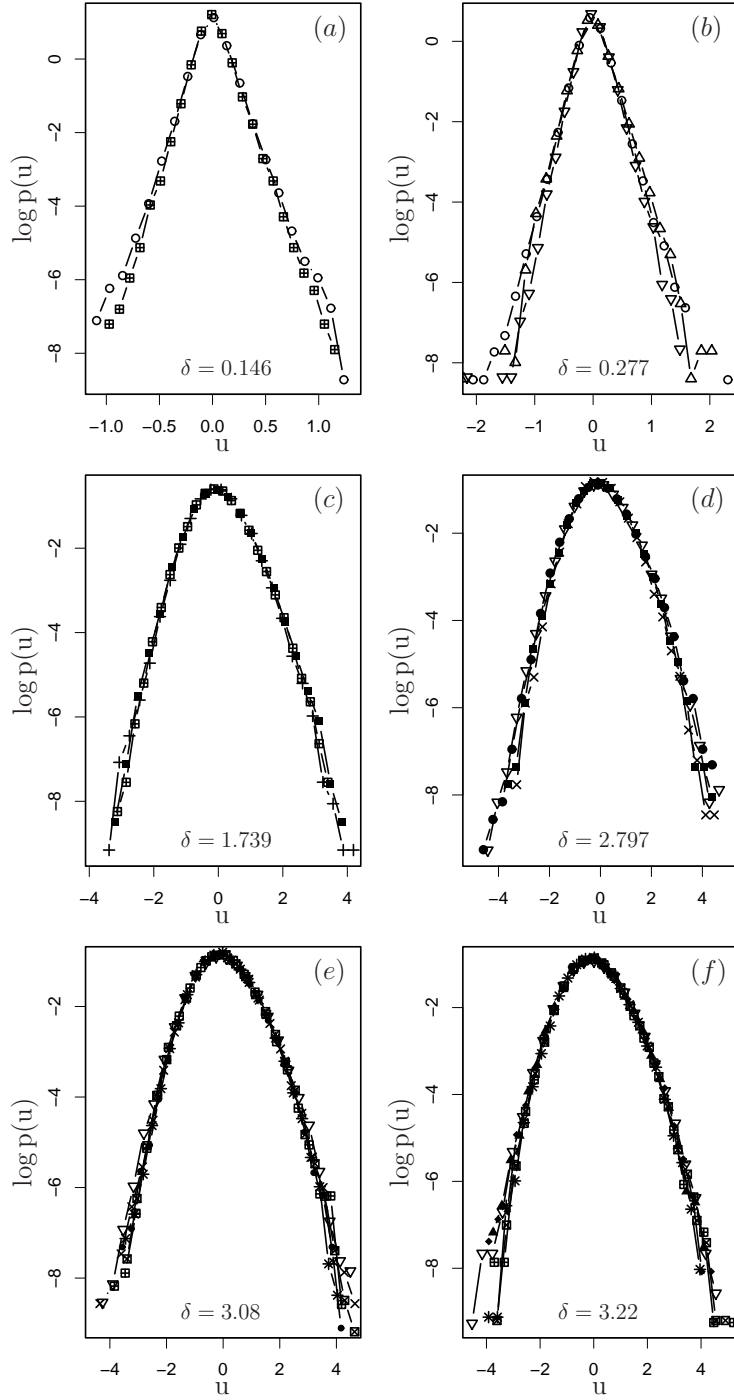 (a)
log p(u)
0
−2
−4
−6
−8
δ = 0.146
−1.0 −0.5 0.0 0.5 1.0
u
(b)
log p(u)
0
−2
−4
−6
−8
δ = 0.277
−2 −1 0 1 2
u
(c)
log p(u)
−2
−4
−6
−8
δ = 1.739
−4 −2 0 2 4
u
(d)
log p(u)
−2
−4
−6
−8
δ = 2.797
−4 −2 0 2 4
u
(e)
log p(u)
−2
−4
−6
−8
δ = 3.08
−4 −2 0 2 4
u
(f)
log p(u)
−2
−4
−6
−8
δ = 3.22
−4 −2 0 2 4
u